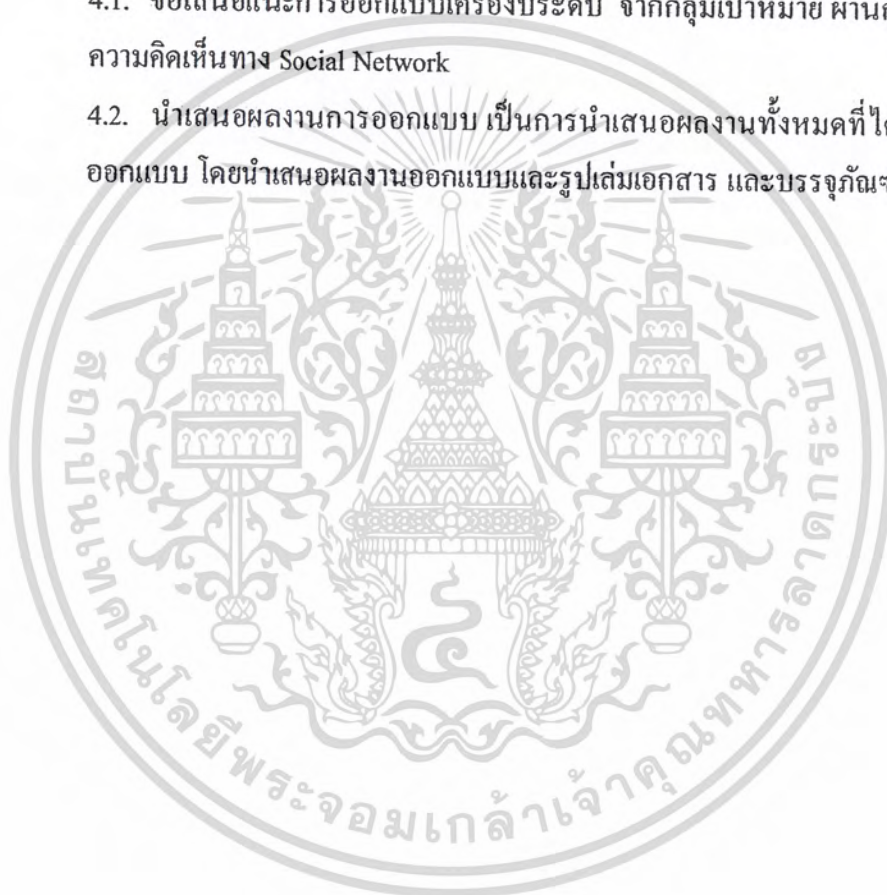 4.1. ข้อเสนอแนะการออกแบบเครื่องประดับ จากกลุ่มเป้าหมาย ผ่าน
ความคิดเห็นทาง Social Network
4.2. นำเสนอผลงานการออกแบบ เป็นการนำเสนอผลงานทั้งหมดที่
ออกแบบ โดยนำเสนอผลงานออกแบบและรูปเล่มเอกสาร และ
สถาบันเทคโนโลยีพระจอมเกล้าเจ้าคุณทหารลาดกระบัง
๔